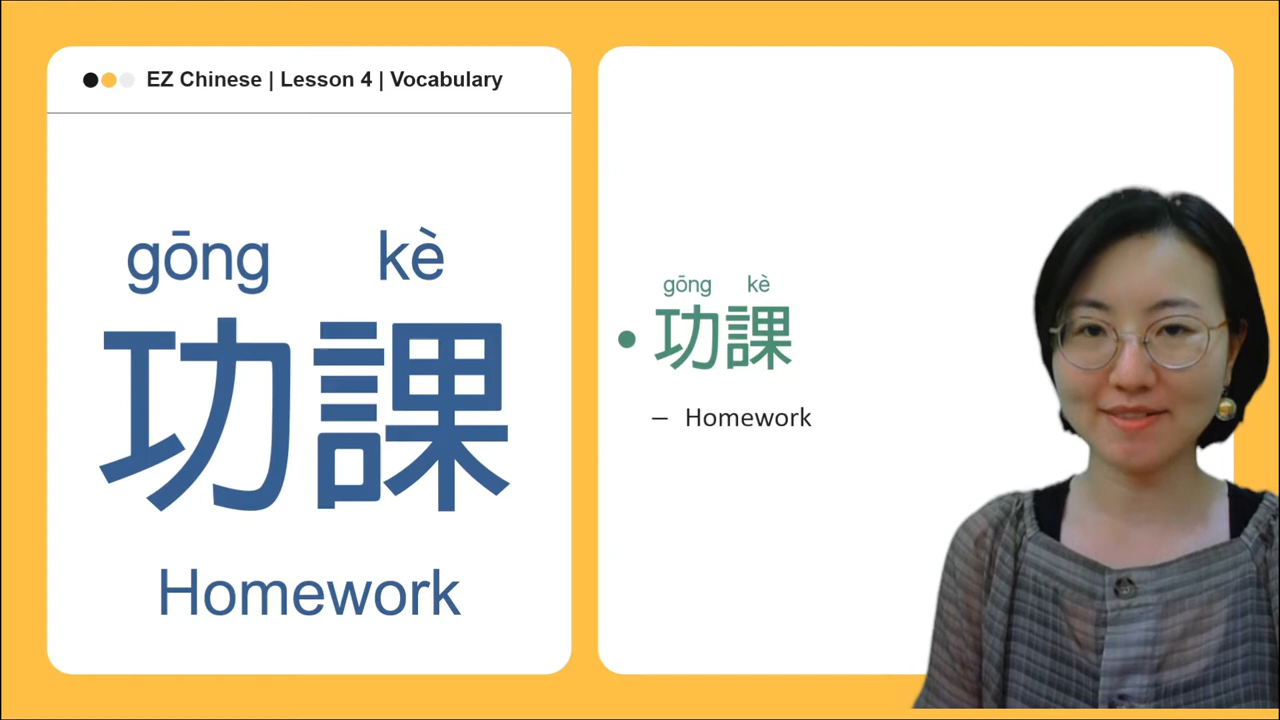 EZ Chinese | Lesson 4 | Vocabulary
gōng kè
功課
Homework
gōng kè
• 功課
– Homework